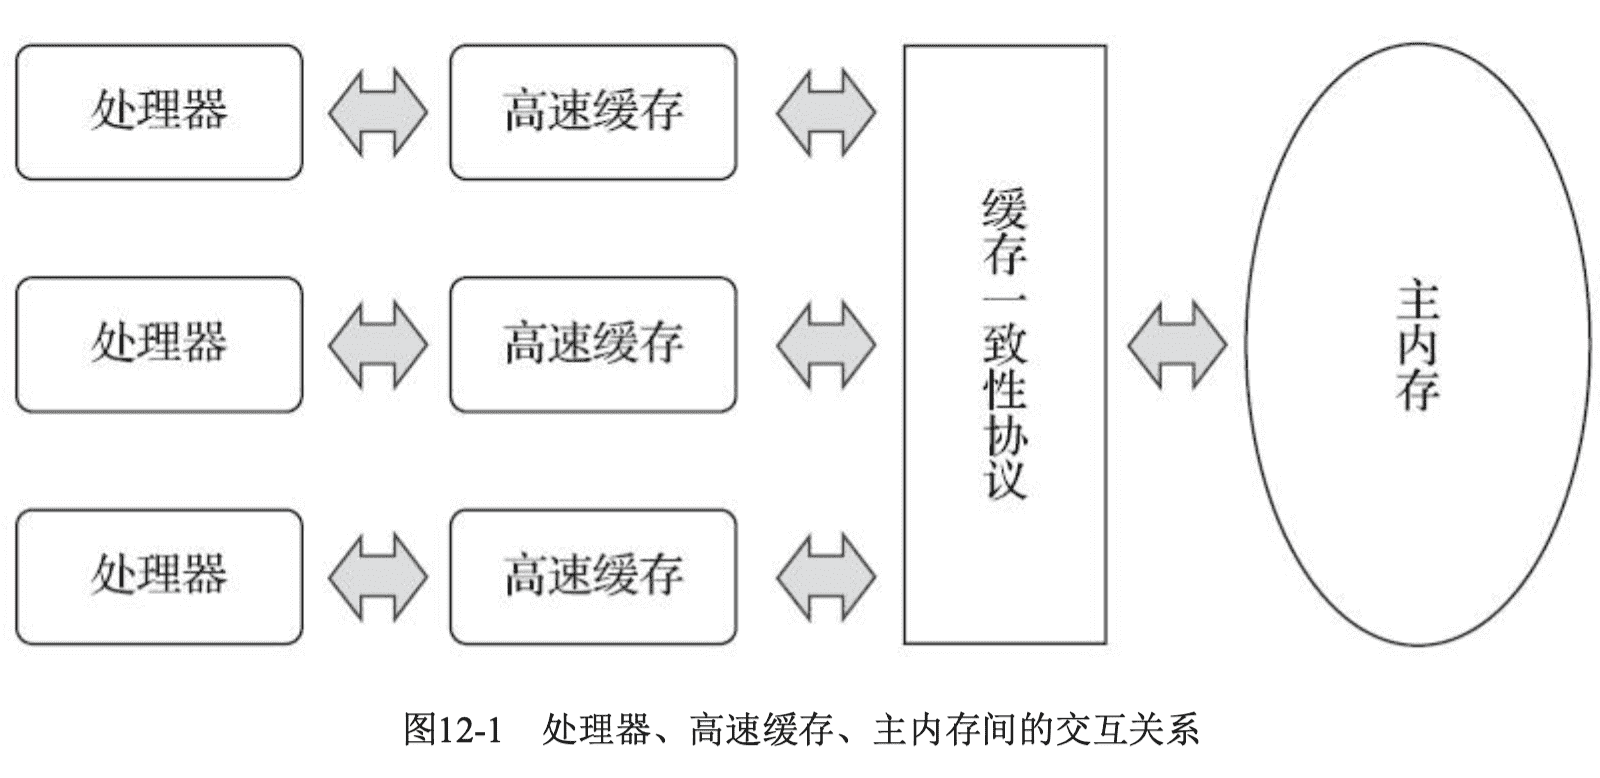 处理器
高速缓存
处理器
高速缓存
处理器
高速缓存
缓存一致性协议
主内存
图12-1 处理器、高速缓存、主内存间的交互关系